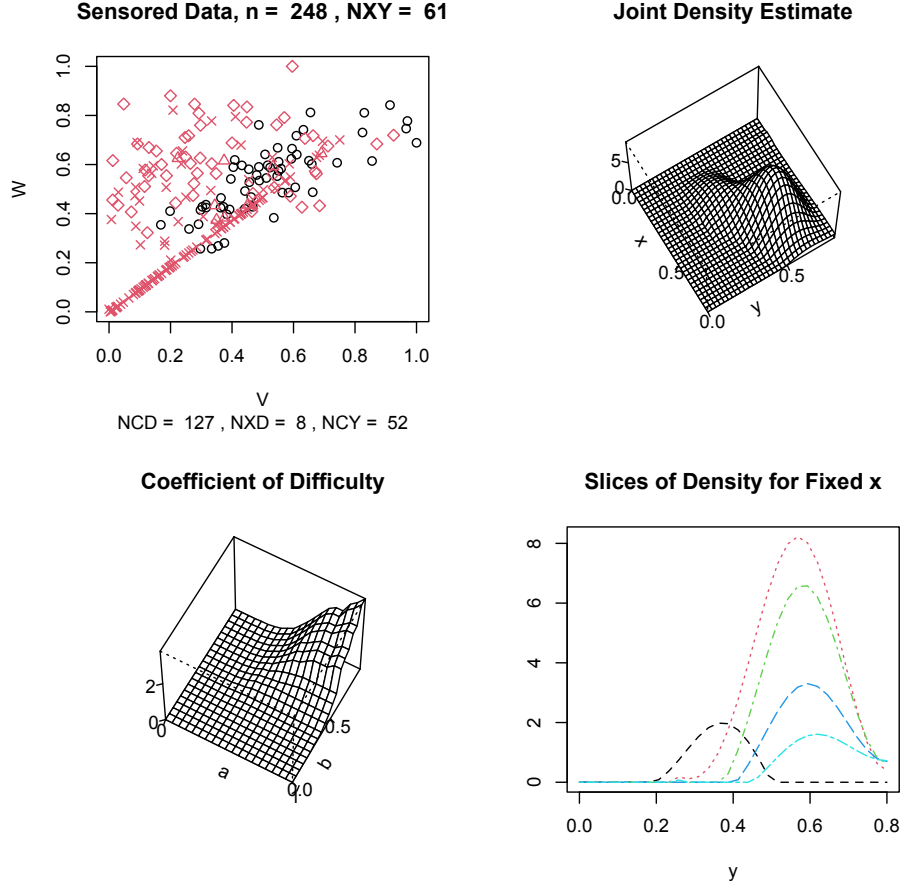 Sensored Data, n = 248 , NXY = 61
W
0.0 0.2 0.4 0.6 0.8 1.0
0.0 0.2 0.4 0.6 0.8 1.0
V
NCD = 127 , NXD = 8 , NCY = 52
Joint Density Estimate
5
0
0.0
x
0.5
0.5
y
0.0
Coefficient of Difficulty
2
0
0
0.5
a
b
0.0
1
Slices of Density for Fixed x
8
6
4
2
0
0.0 0.2 0.4 0.6 0.8
y